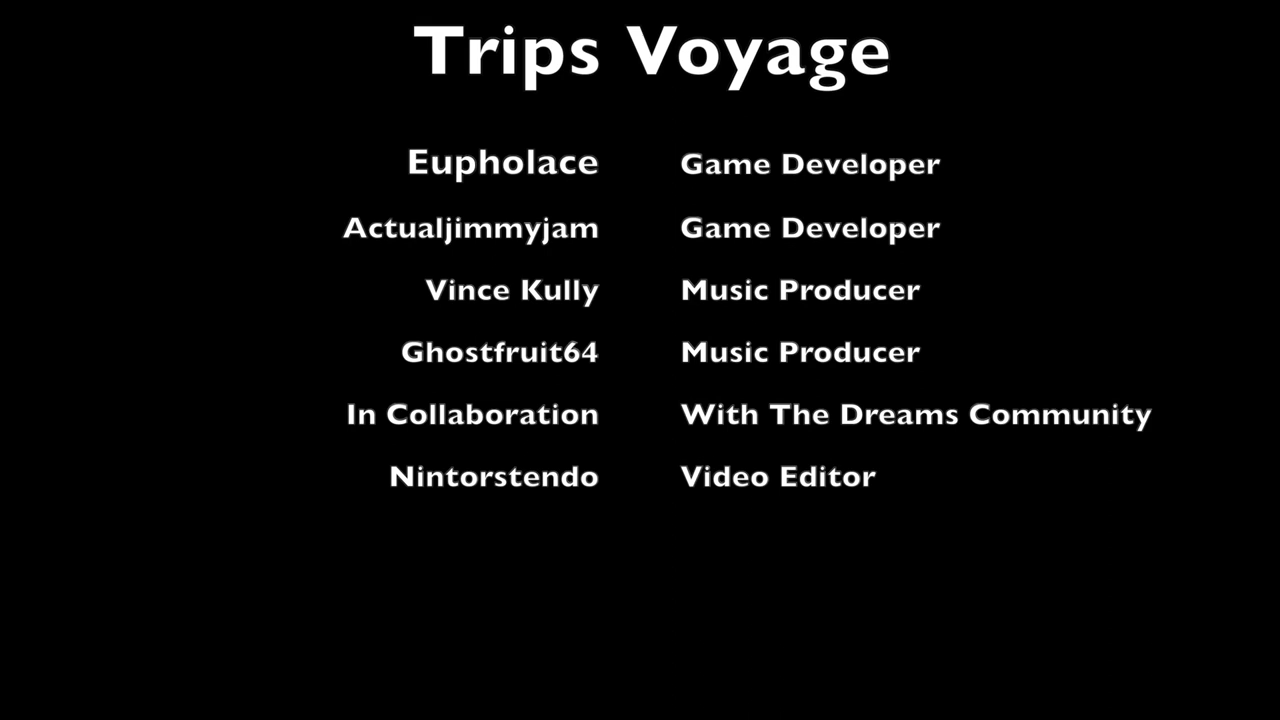 Trips Voyage
Eupholace Game Developer
Actualjimmyjam Game Developer
Vince Kully Music Producer
Ghostfruit64 Music Producer
In Collaboration With The Dreams Community
Nintorstendo Video Editor